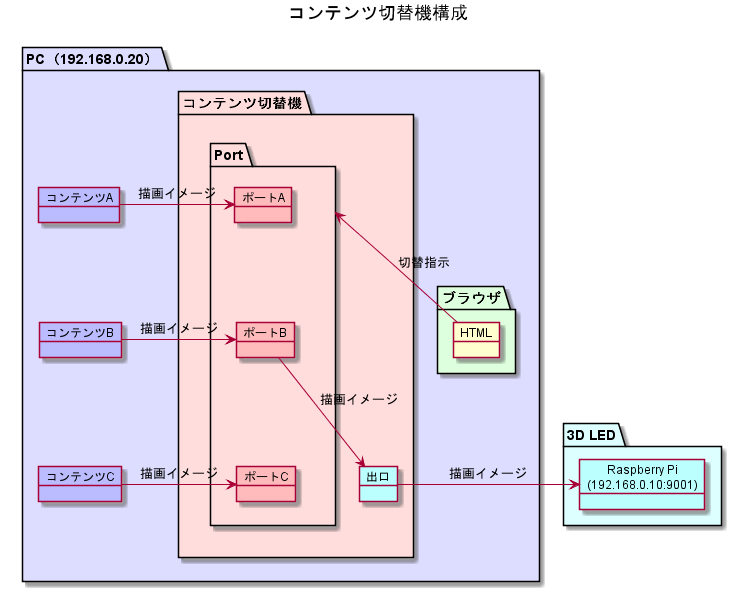 コンテンツ切替機構成
PC（192.168.0.20）
コンテンツ切替機
Port
コンテンツA
描画イメージ
ポートA
切替指示
ブラウザ
HTML
コンテンツB
描画イメージ
ポートB
描画イメージ
3D LED
コンテンツC
描画イメージ
ポートC
出口
描画イメージ
Raspberry Pi
(192.168.0.10:9001)